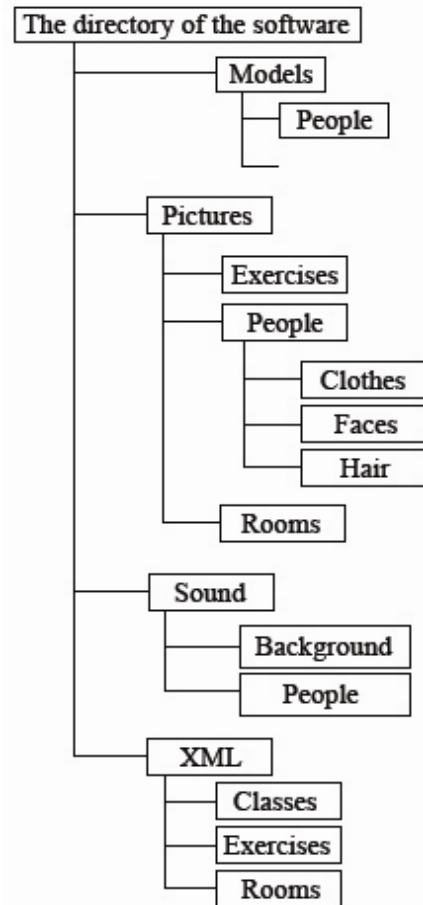 The directory of the software
Models
People
Pictures
Exercises
People
Clothes
Faces
Hair
Rooms
Sound
Background
People
XML
Classes
Exercises
Rooms